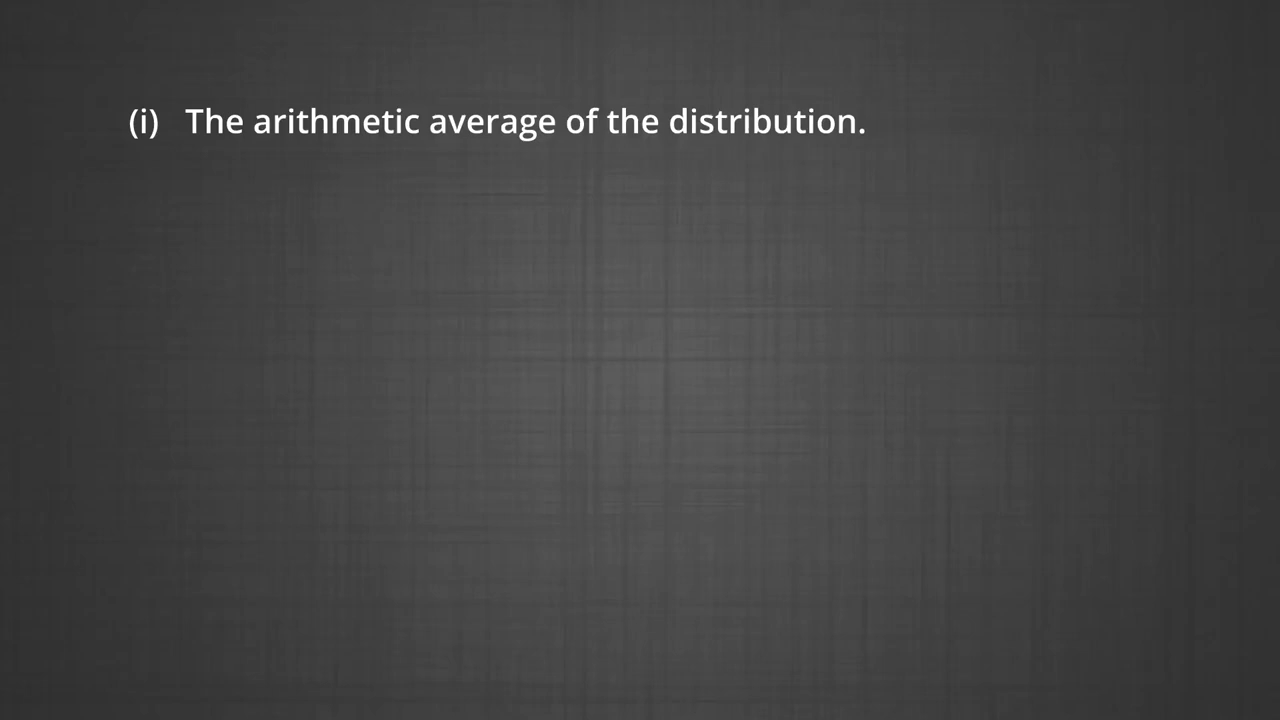 (i) The arithmetic average of the distribution.